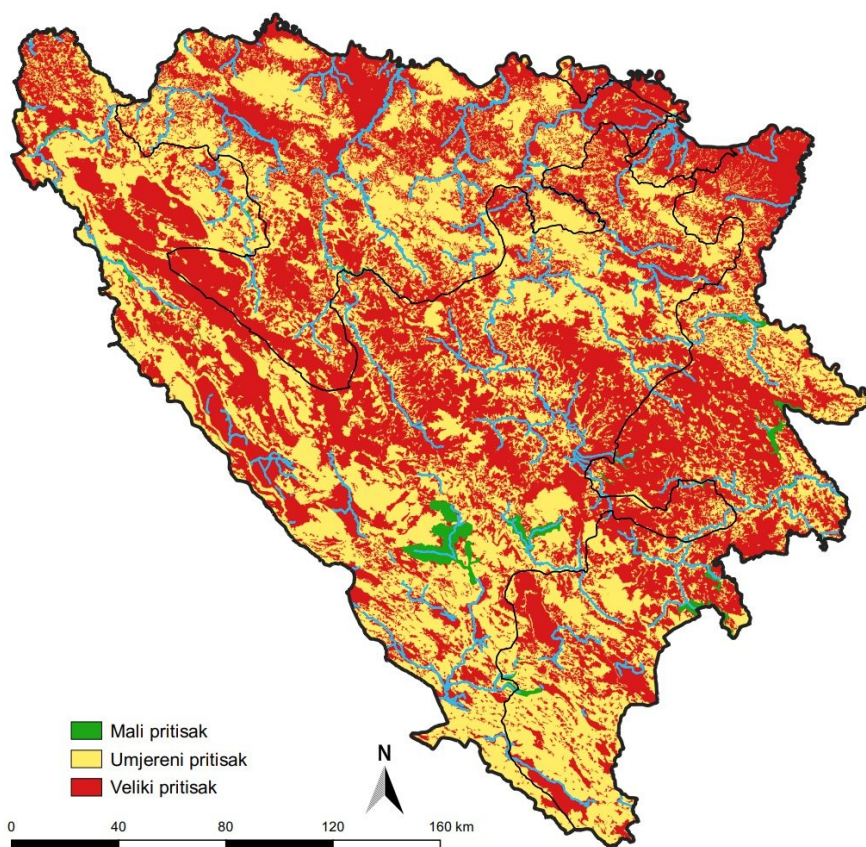 Mali pritisak
Umjereni pritisak
Veliki pritisak
N
0 40 80 120 160 km